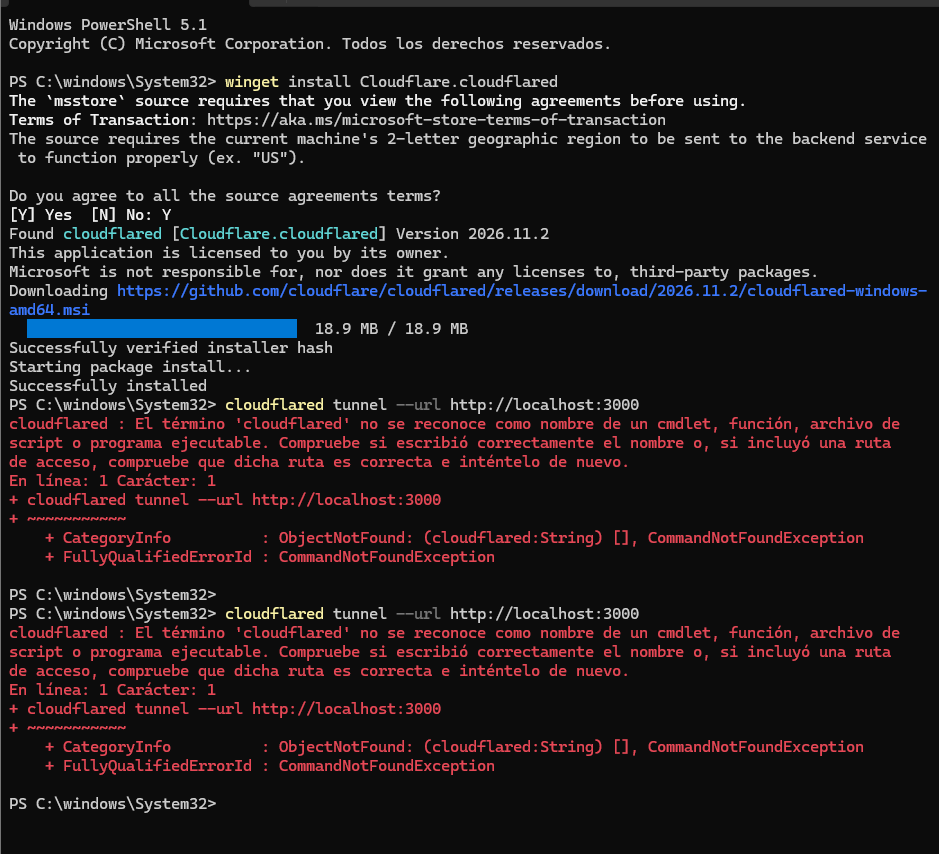 Windows PowerShell 5.1
Copyright (C) Microsoft Corporation. Todos los derechos reservados.
PS C:\windows\System32> winget install Cloudflare.cloudflared
The `msstore` source requires that you view the following agreements before using.
Terms of Transaction: https://aka.ms/microsoft-store-terms-of-transaction
The source requires the current machine's 2-letter geographic region to be sent to the backend service
 to function properly (ex. "US").
Do you agree to all the source agreements terms?
[Y] Yes  [N] No: Y
Found cloudflared [Cloudflare.cloudflared] Version 2026.11.2
This application is licensed to you by its owner.
Microsoft is not responsible for, nor does it grant any licenses to, third-party packages.
Downloading https://github.com/cloudflare/cloudflared/releases/download/2026.11.2/cloudflared-windows-
amd64.msi
18.9 MB / 18.9 MB
Successfully verified installer hash
Starting package install...
Successfully installed
PS C:\windows\System32> cloudflared tunnel --url http://localhost:3000
cloudflared : El término 'cloudflared' no se reconoce como nombre de un cmdlet, función, archivo de
script o programa ejecutable. Compruebe si escribió correctamente el nombre o, si incluyó una ruta
de acceso, compruebe que dicha ruta es correcta e inténtelo de nuevo.
En línea: 1 Carácter: 1
+ cloudflared tunnel --url http://localhost:3000
+ ~~~~~~~~~~~
    + CategoryInfo          : ObjectNotFound: (cloudflared:String) [], CommandNotFoundException
    + FullyQualifiedErrorId : CommandNotFoundException
PS C:\windows\System32>
PS C:\windows\System32> cloudflared tunnel --url http://localhost:3000
cloudflared : El término 'cloudflared' no se reconoce como nombre de un cmdlet, función, archivo de
script o programa ejecutable. Compruebe si escribió correctamente el nombre o, si incluyó una ruta
de acceso, compruebe que dicha ruta es correcta e inténtelo de nuevo.
En línea: 1 Carácter: 1
+ cloudflared tunnel --url http://localhost:3000
+ ~~~~~~~~~~~
    + CategoryInfo          : ObjectNotFound: (cloudflared:String) [], CommandNotFoundException
    + FullyQualifiedErrorId : CommandNotFoundException
PS C:\windows\System32>